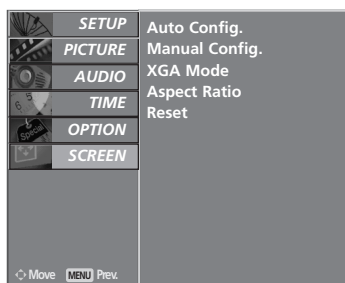 SETUP
PICTURE
AUDIO
TIME
OPTION
SCREEN
Auto Config.
Manual Config.
XGA Mode
Aspect Ratio
Reset
Move MENU Prev.